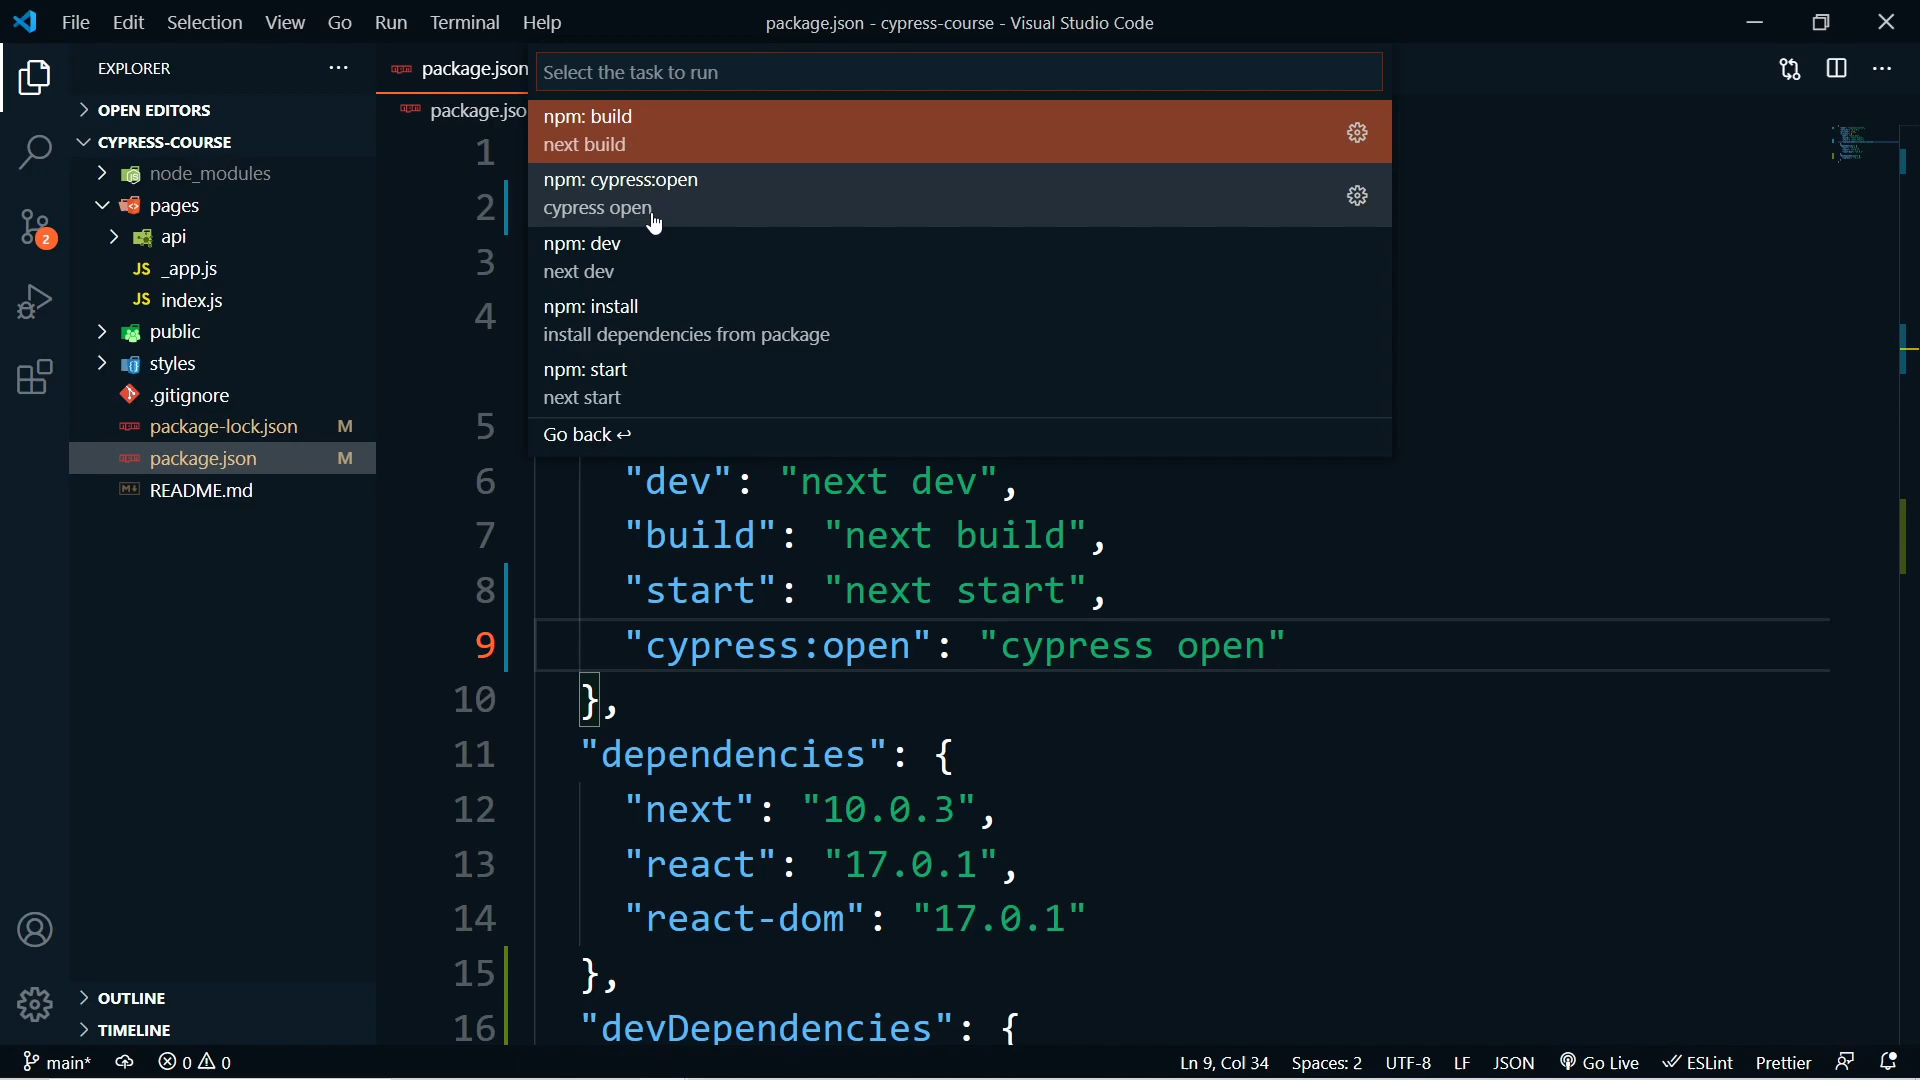 File Edit Selection View Go Run Terminal Help
package.json - cypress-course - Visual Studio Code
EXPLORER
OPEN EDITORS
CYPRESS-COURSE
node_modules
pages
api
JS _app.js
JS index.js
public
styles
.gitignore
package-lock.json M
package.json M
README.md
OUTLINE
TIMELINE
2
package.json
package.jso
Select the task to run
npm: build
next build
npm: cypress:open
cypress open
npm: dev
next dev
npm: install
install dependencies from package
npm: start
next start
Go back ↩
1
2
3
4
5
6 "dev": "next dev",
7 "build": "next build",
8 "start": "next start",
9 "cypress:open": "cypress open"
10 },
11 "dependencies": {
12 "next": "10.0.3",
13 "react": "17.0.1",
14 "react-dom": "17.0.1"
15 },
16 "devDependencies": {
main* 0 0 Ln 9, Col 34 Spaces: 2 UTF-8 LF JSON Go Live ESLint Prettier